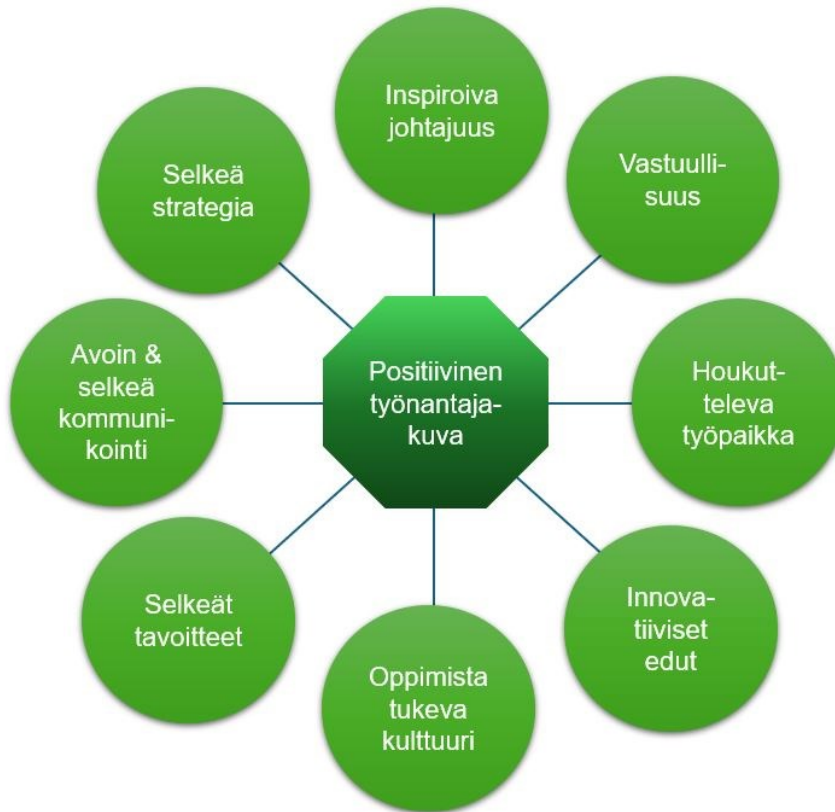 Inspiroiva
johtajuus
Vastuulli-
suus
Houkut-
televa
työpaikka
Innova-
tiiviset
edut
Oppimista
tukeva
kulttuuri
Selkeät
tavoitteet
Avoin &
selkeä
kommuni-
kointi
Selkeä
strategia
Positiivinen
työnantaja-
kuva